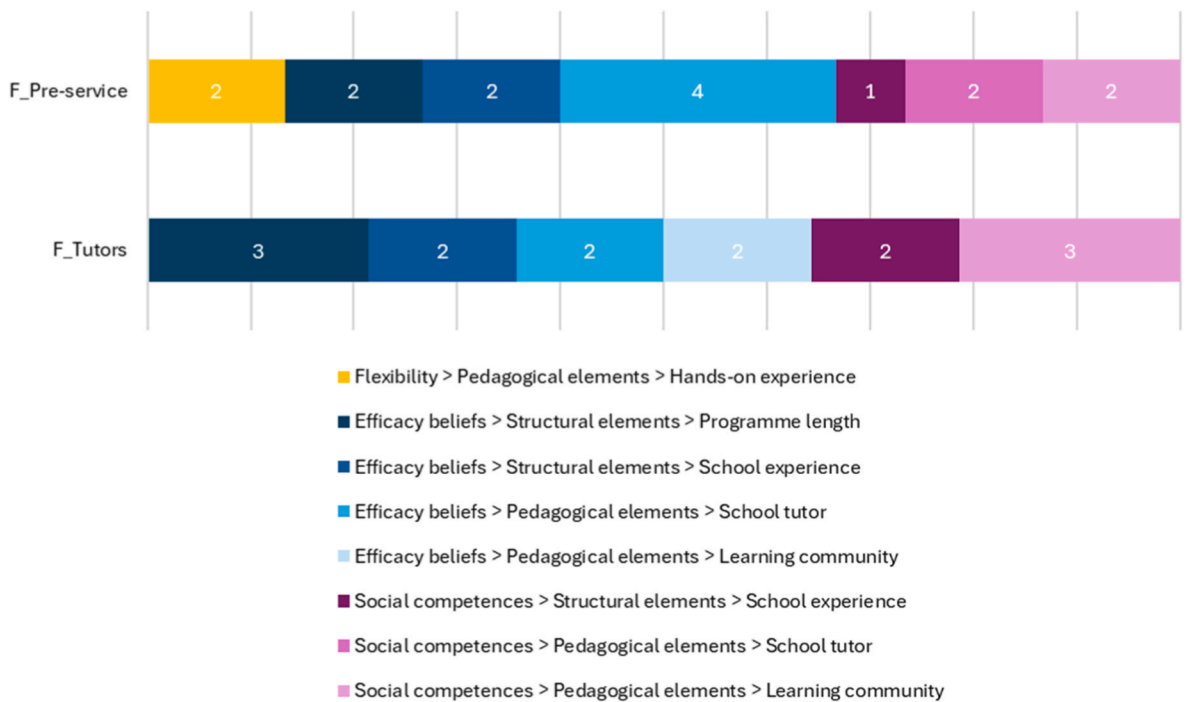 F_Pre-service 2 2 2 4 1 2 2
F_Tutors 3 2 2 2 2 3
Flexibility > Pedagogical elements > Hands-on experience
Efficacy beliefs > Structural elements > Programme length
Efficacy beliefs > Structural elements > School experience
Efficacy beliefs > Pedagogical elements > School tutor
Efficacy beliefs > Pedagogical elements > Learning community
Social competences > Structural elements > School experience
Social competences > Pedagogical elements > School tutor
Social competences > Pedagogical elements > Learning community